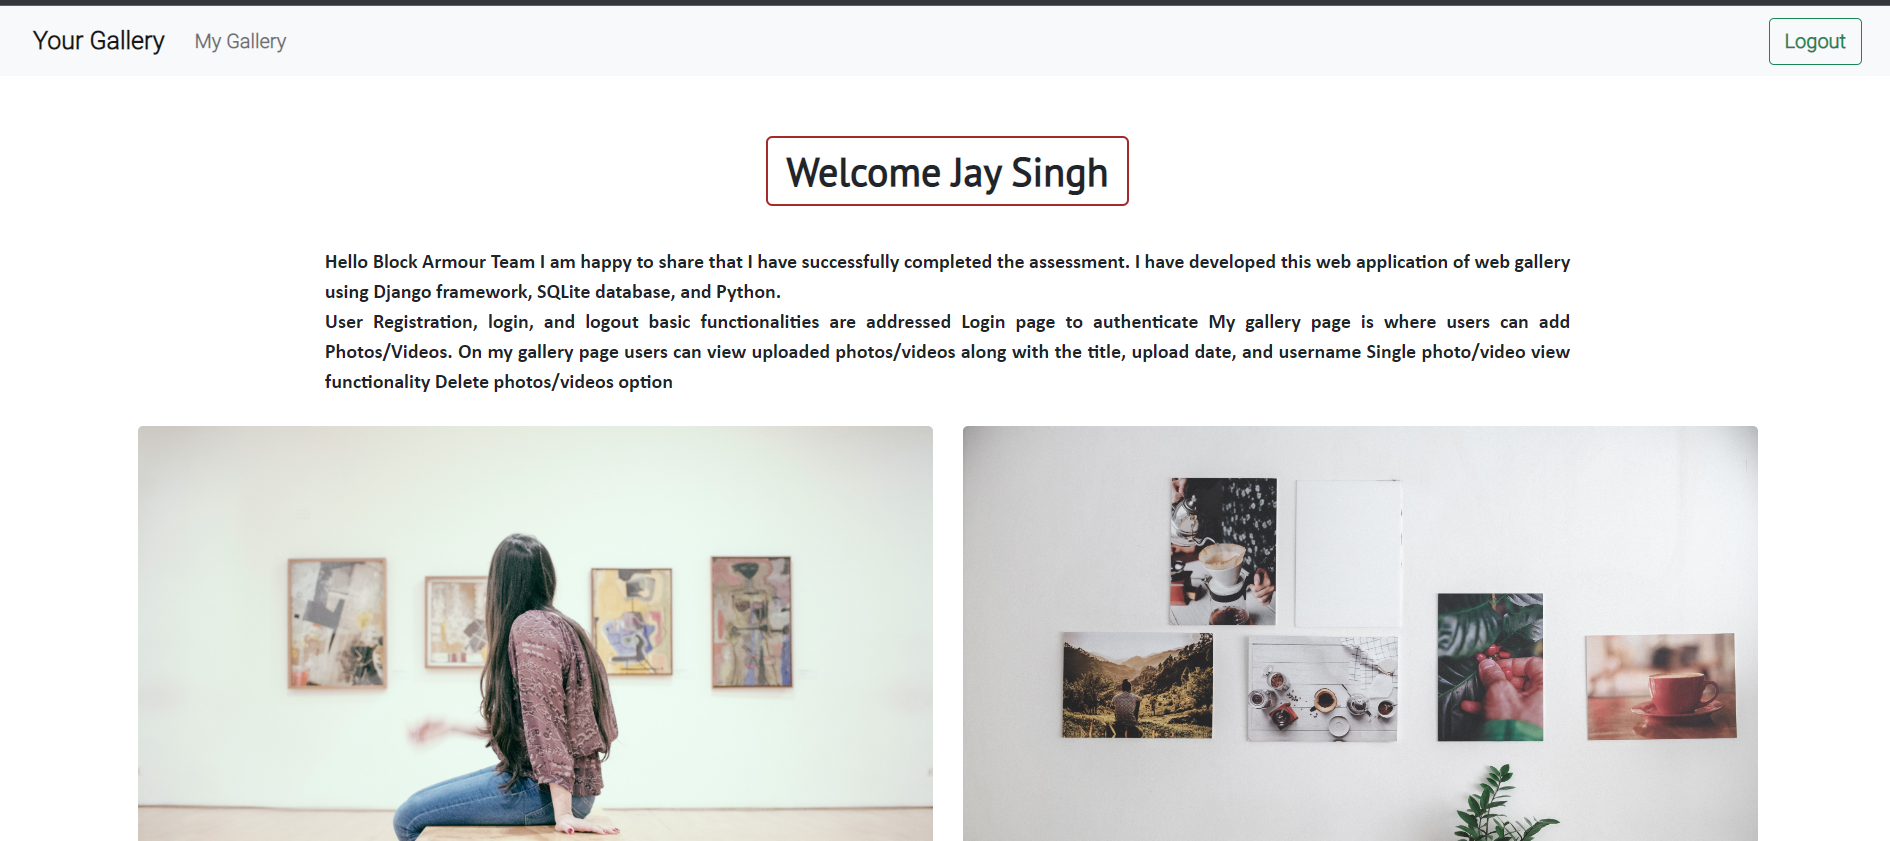 Your Gallery My Gallery Logout
Welcome Jay Singh
Hello Block Armour Team I am happy to share that I have successfully completed the assessment. I have developed this web application of web gallery
using Django framework, SQLite database, and Python.
User Registration, login, and logout basic functionalities are addressed Login page to authenticate My gallery page is where users can add
Photos/Videos. On my gallery page users can view uploaded photos/videos along with the title, upload date, and username Single photo/video view
functionality Delete photos/videos option